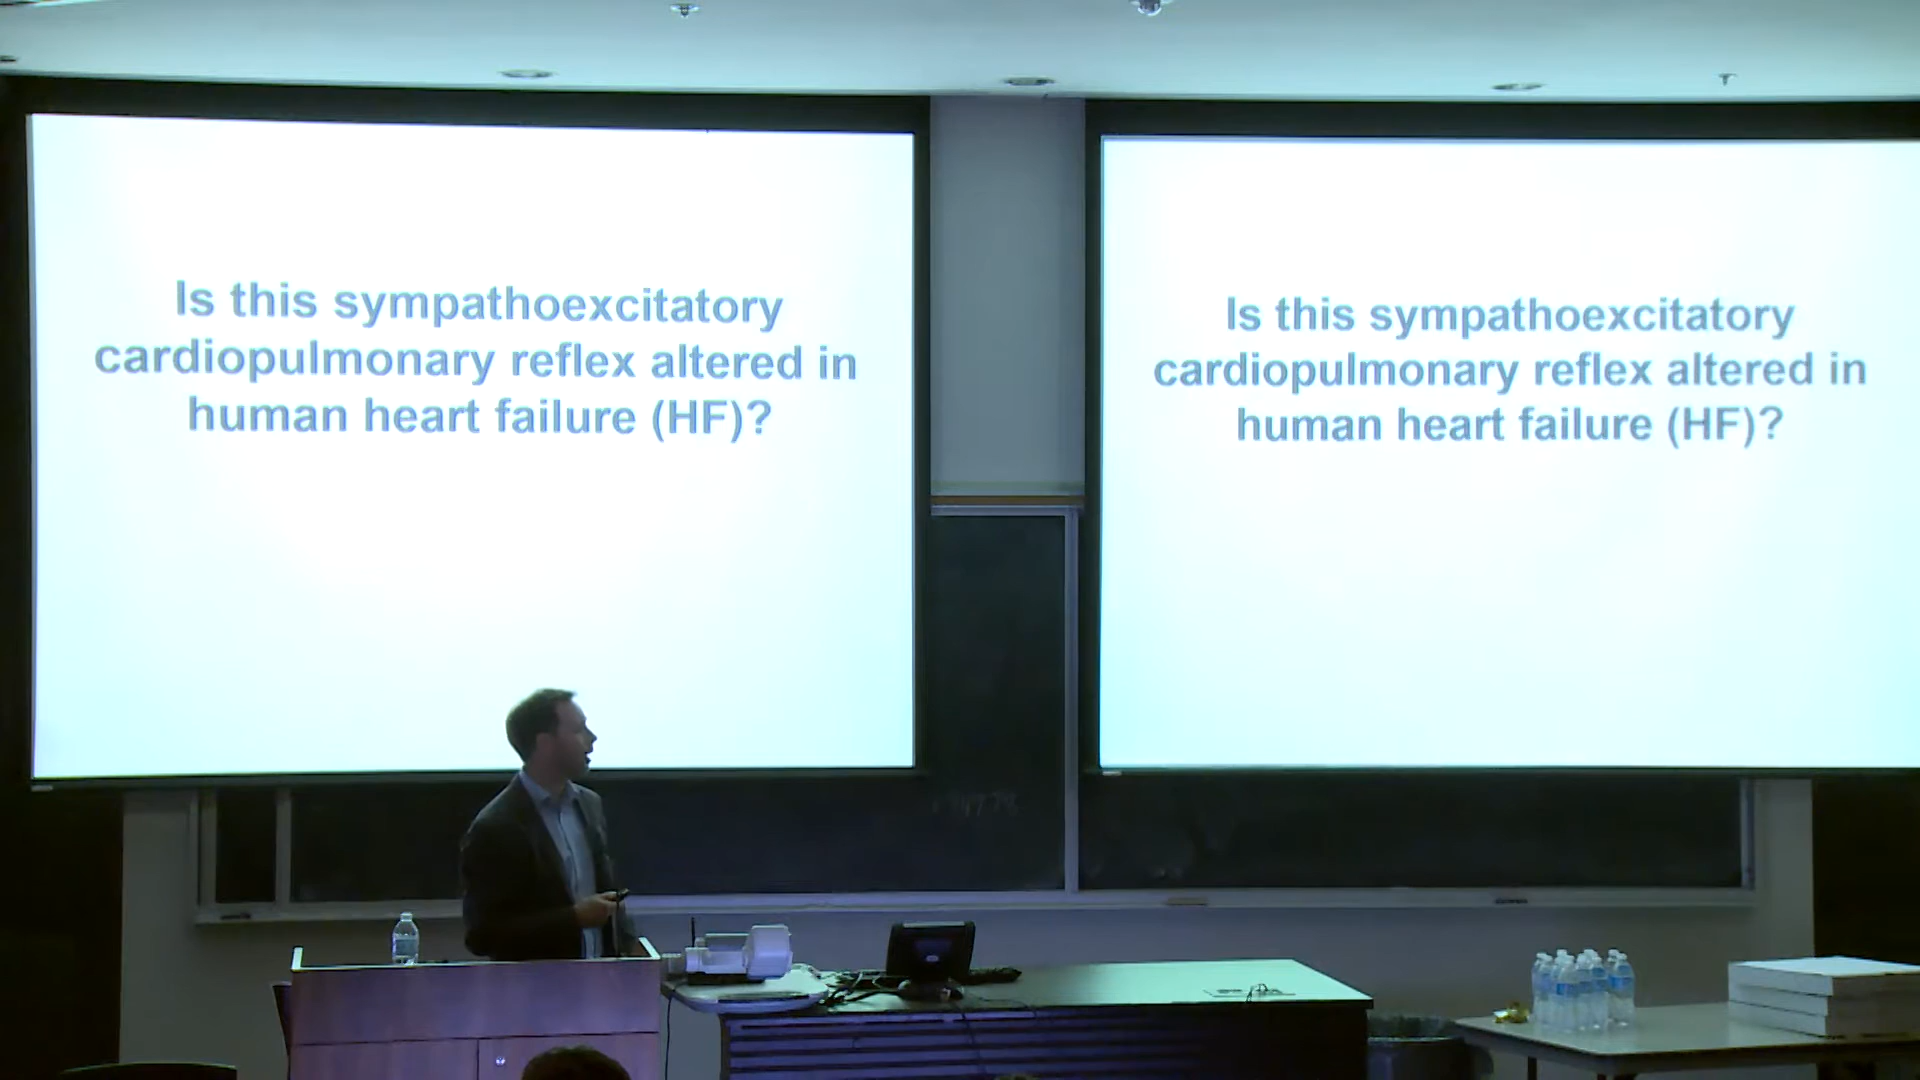 Is this sympathoexcitatory
cardiopulmonary reflex altered in
human heart failure (HF)?
Is this sympathoexcitatory
cardiopulmonary reflex altered in
human heart failure (HF)?